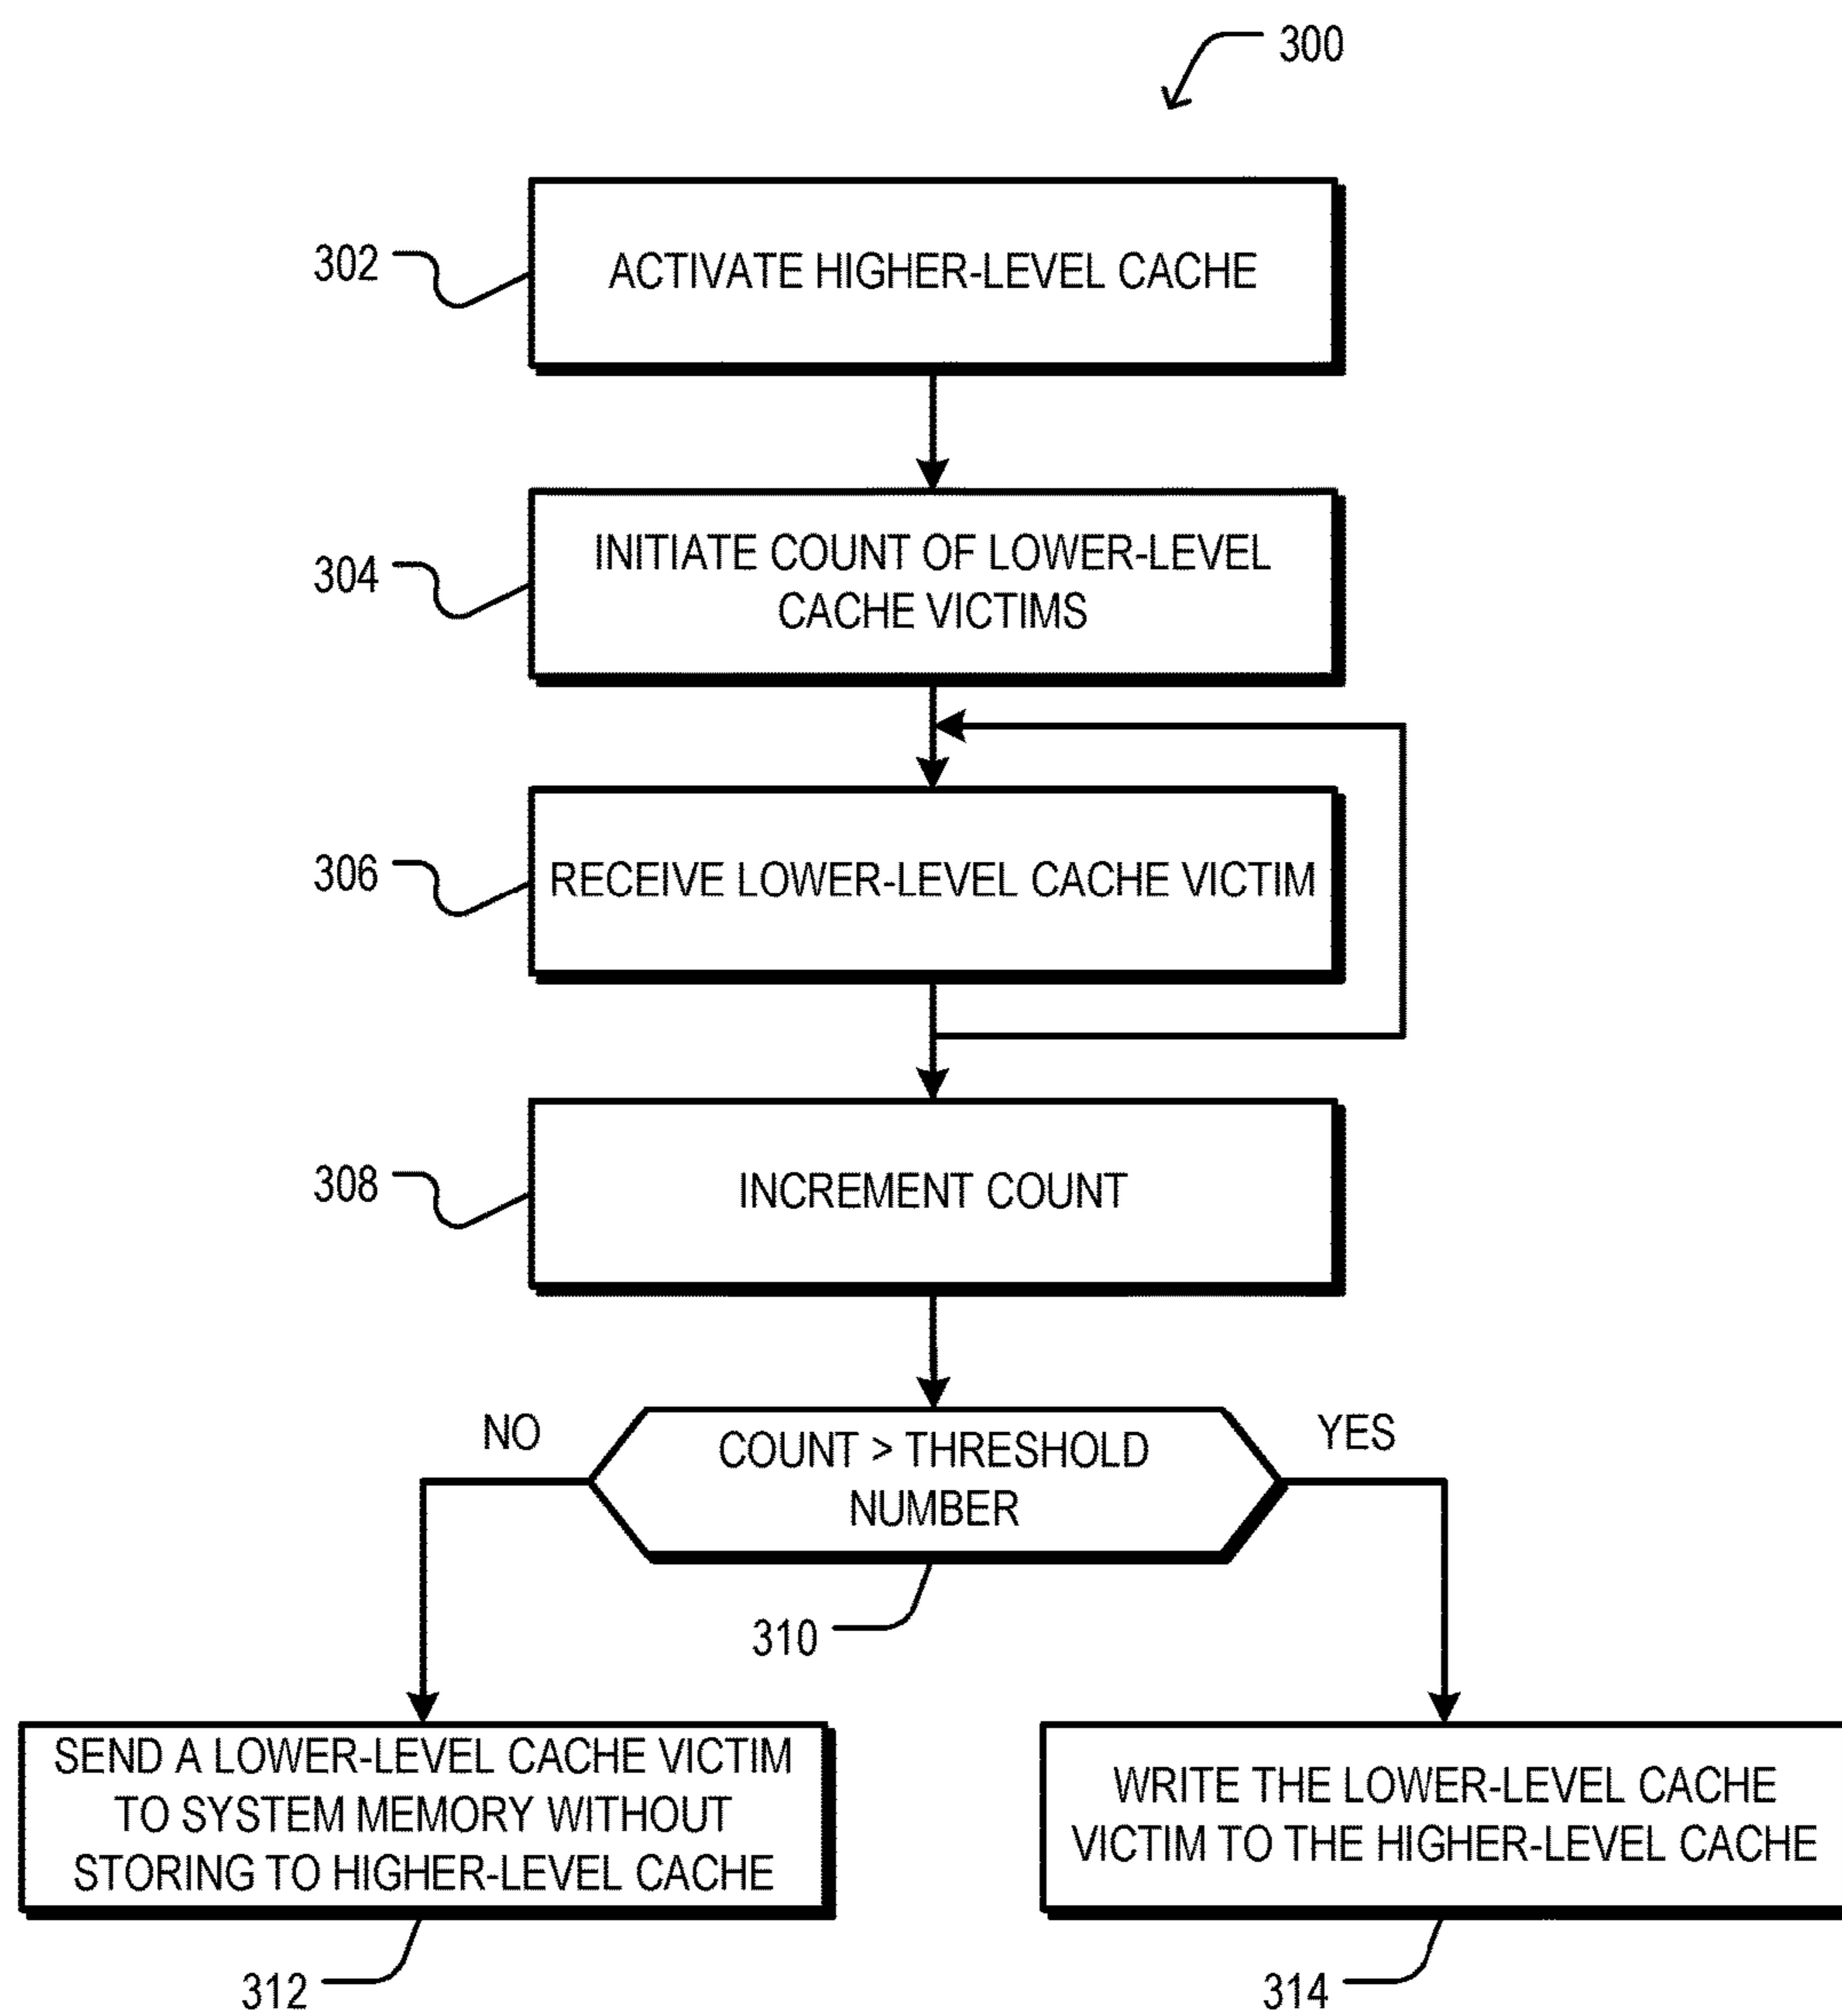 300
302
ACTIVATE HIGHER-LEVEL CACHE
304
INITIATE COUNT OF LOWER-LEVEL
CACHE VICTIMS
306
RECEIVE LOWER-LEVEL CACHE VICTIM
308
INCREMENT COUNT
NO
COUNT > THRESHOLD
NUMBER
YES
310
SEND A LOWER-LEVEL CACHE VICTIM
TO SYSTEM MEMORY WITHOUT
STORING TO HIGHER-LEVEL CACHE
312
WRITE THE LOWER-LEVEL CACHE
VICTIM TO THE HIGHER-LEVEL CACHE
314